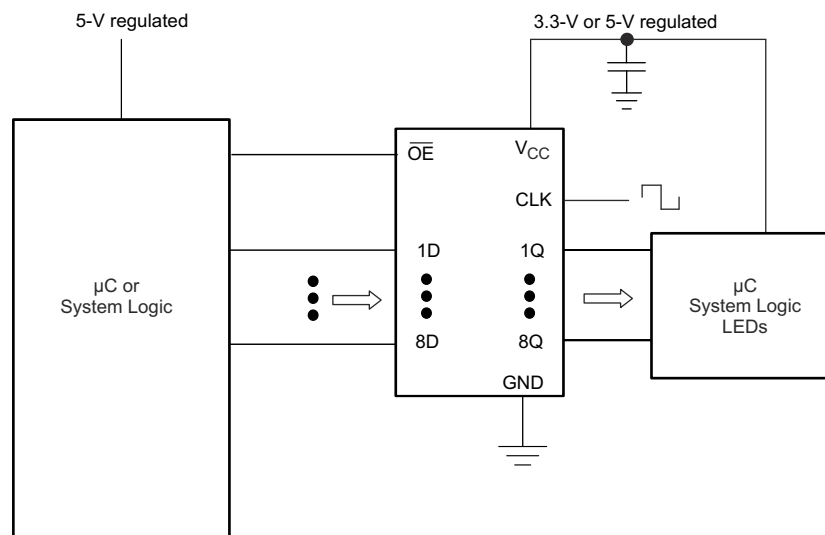 5-V regulated
3.3-V or 5-V regulated
OE
VCC
CLK
1D
1Q
µC or
System Logic
µC
System Logic
LEDs
8D
8Q
GND